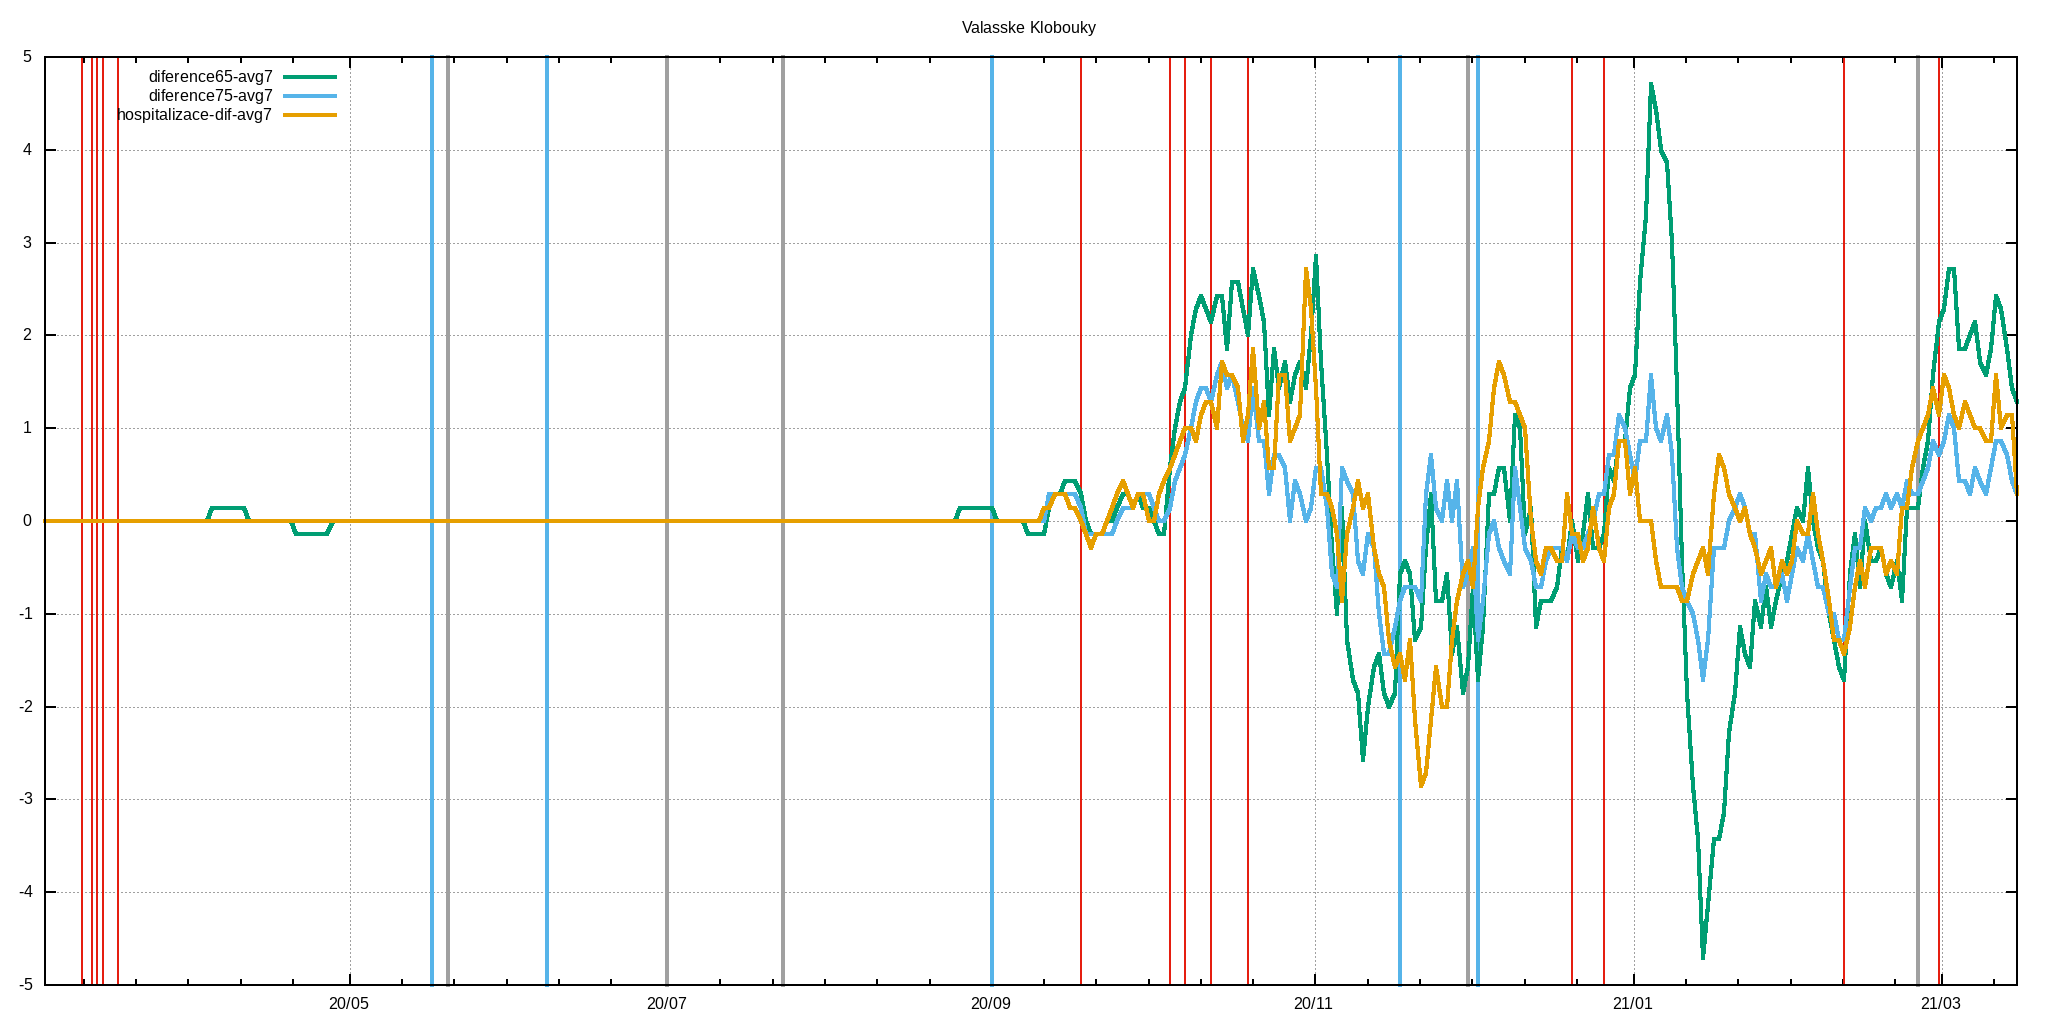 Valasske Klobouky
diference65-avg7
diference75-avg7
hospitalizace-dif-avg7
5
4
3
2
1
0
-1
-2
-3
-4
-5
20/05 20/07 20/09 20/11 21/01 21/03